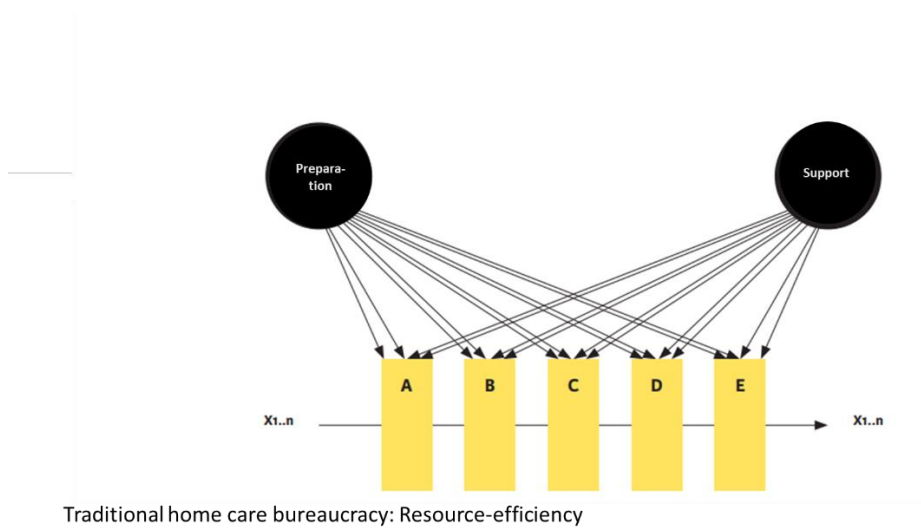 Prepara-
tion
Support
A B C D E
X1..n X1..n
Traditional home care bureaucracy: Resource-efficiency